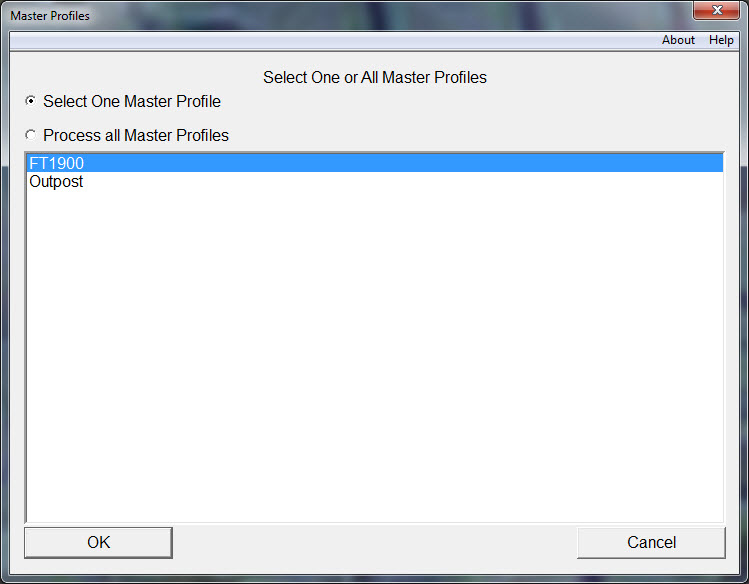 Master Profiles
About Help
Select One or All Master Profiles
Select One Master Profile
Process all Master Profiles
FT1900
Outpost
OK Cancel